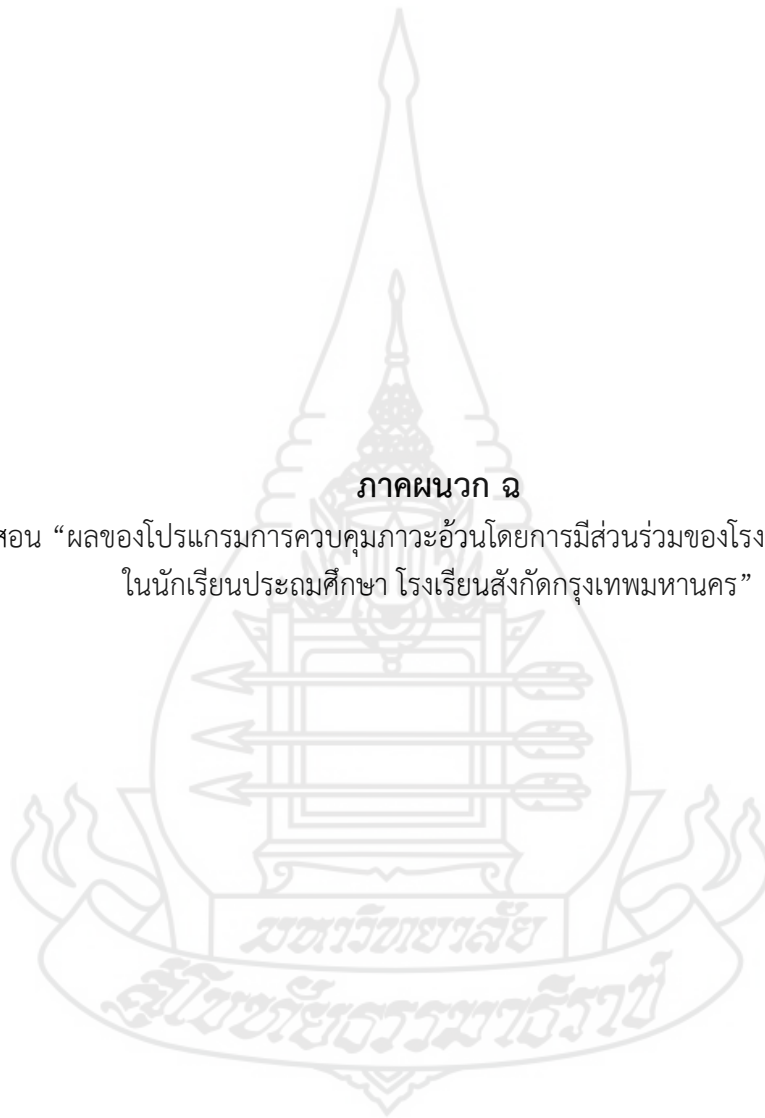 ภาคผนวก ฉ
สอน “ผลของโปรแกรมการควบคุมภาวะอ้วนโดยการมีส่วนร่วมของโรง
ในนักเรียนประถมศึกษา โรงเรียนสังกัดกรุงเทพมหานคร”
มหาวิทยาลัย
สุโขทัยธรรมาธิราช